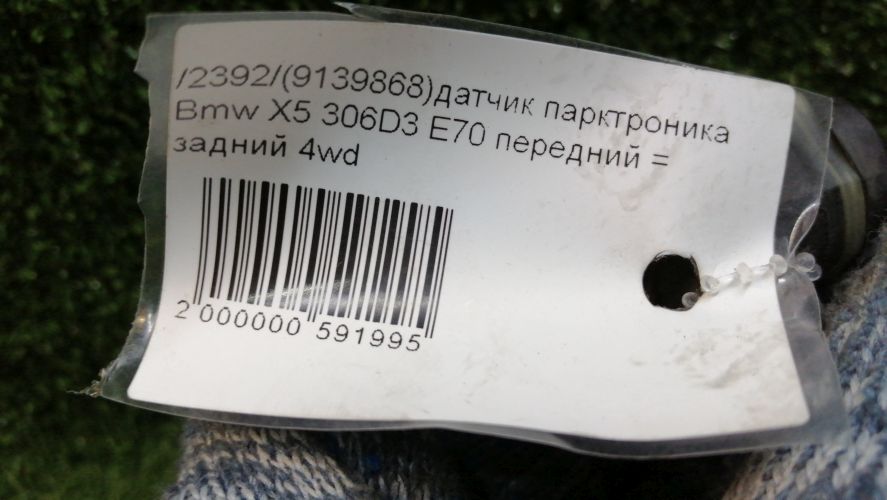 /2392/(9139868)датчик парктроника
Bmw X5 306D3 E70 передний =
задний 4wd
2 000000 591995